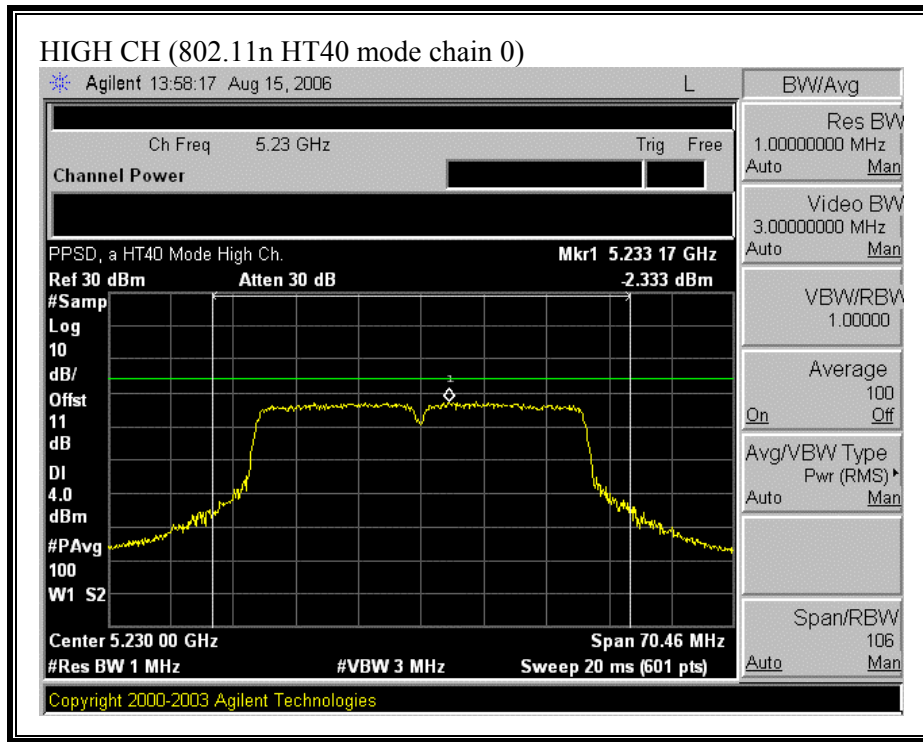 HIGH CH (802.11n HT40 mode chain 0)
Agilent 13:58:17 Aug 15, 2006 L
BW/Avg
Ch Freq 5.23 GHz Trig Free
Channel Power
PPSD, a HT40 Mode High Ch. Mkr1 5.233 17 GHz
Ref 30 dBm Atten 30 dB -2.333 dBm
#Samp
Log
10
dB/
Offst
11
dB
DI
4.0
dBm
#PAvg
100
W1 S2
1
Center 5.230 00 GHz Span 70.46 MHz
#Res BW 1 MHz #VBW 3 MHz Sweep 20 ms (601 pts)
Copyright 2000-2003 Agilent Technologies
Res BW
1.00000000 MHz
Auto Man
Video BW
3.00000000 MHz
Auto Man
VBW/RBW
1.00000
Average
100
On Off
Avg/VBW Type
Pwr (RMS)
Auto Man
Span/RBW
106
Auto Man